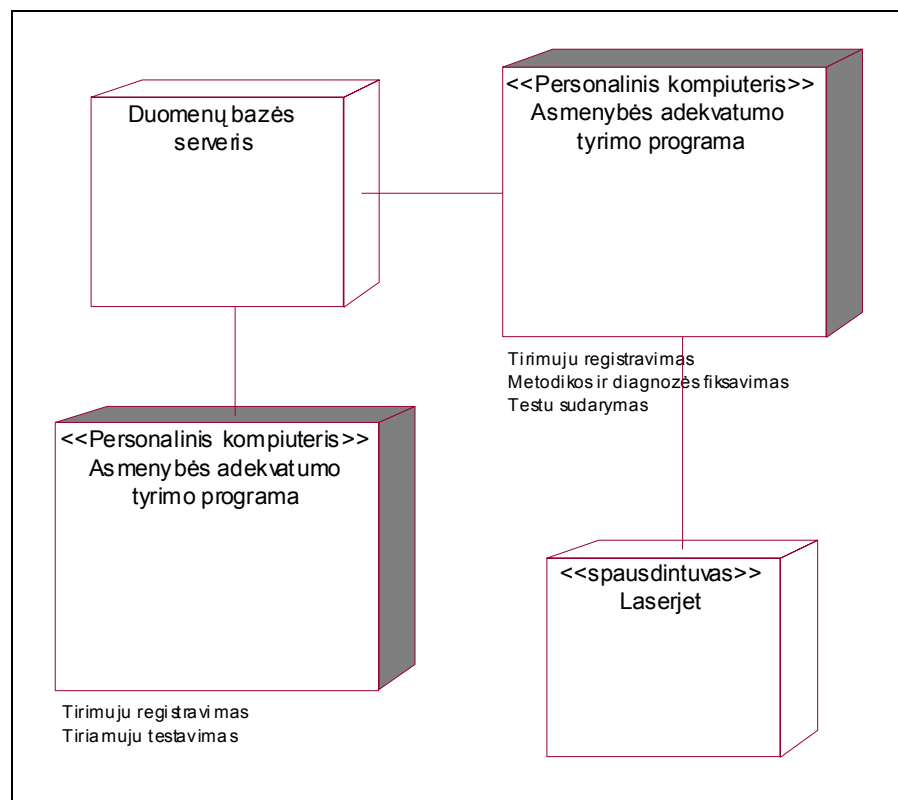 Duomenų bazės
serveris
<<Personalinis kompiuteris>>
Asmenybės adekvatumo
tyrimo programa
Tirimuju registravimas
Metodikos ir diagnozės fiksavimas
Testu sudarymas
<<Personalinis kompiuteris>>
Asmenybės adekvatumo
tyrimo programa
Tirimuju registravimas
Tiriamuju testavimas
<<spausdintuvas>>
Laserjet